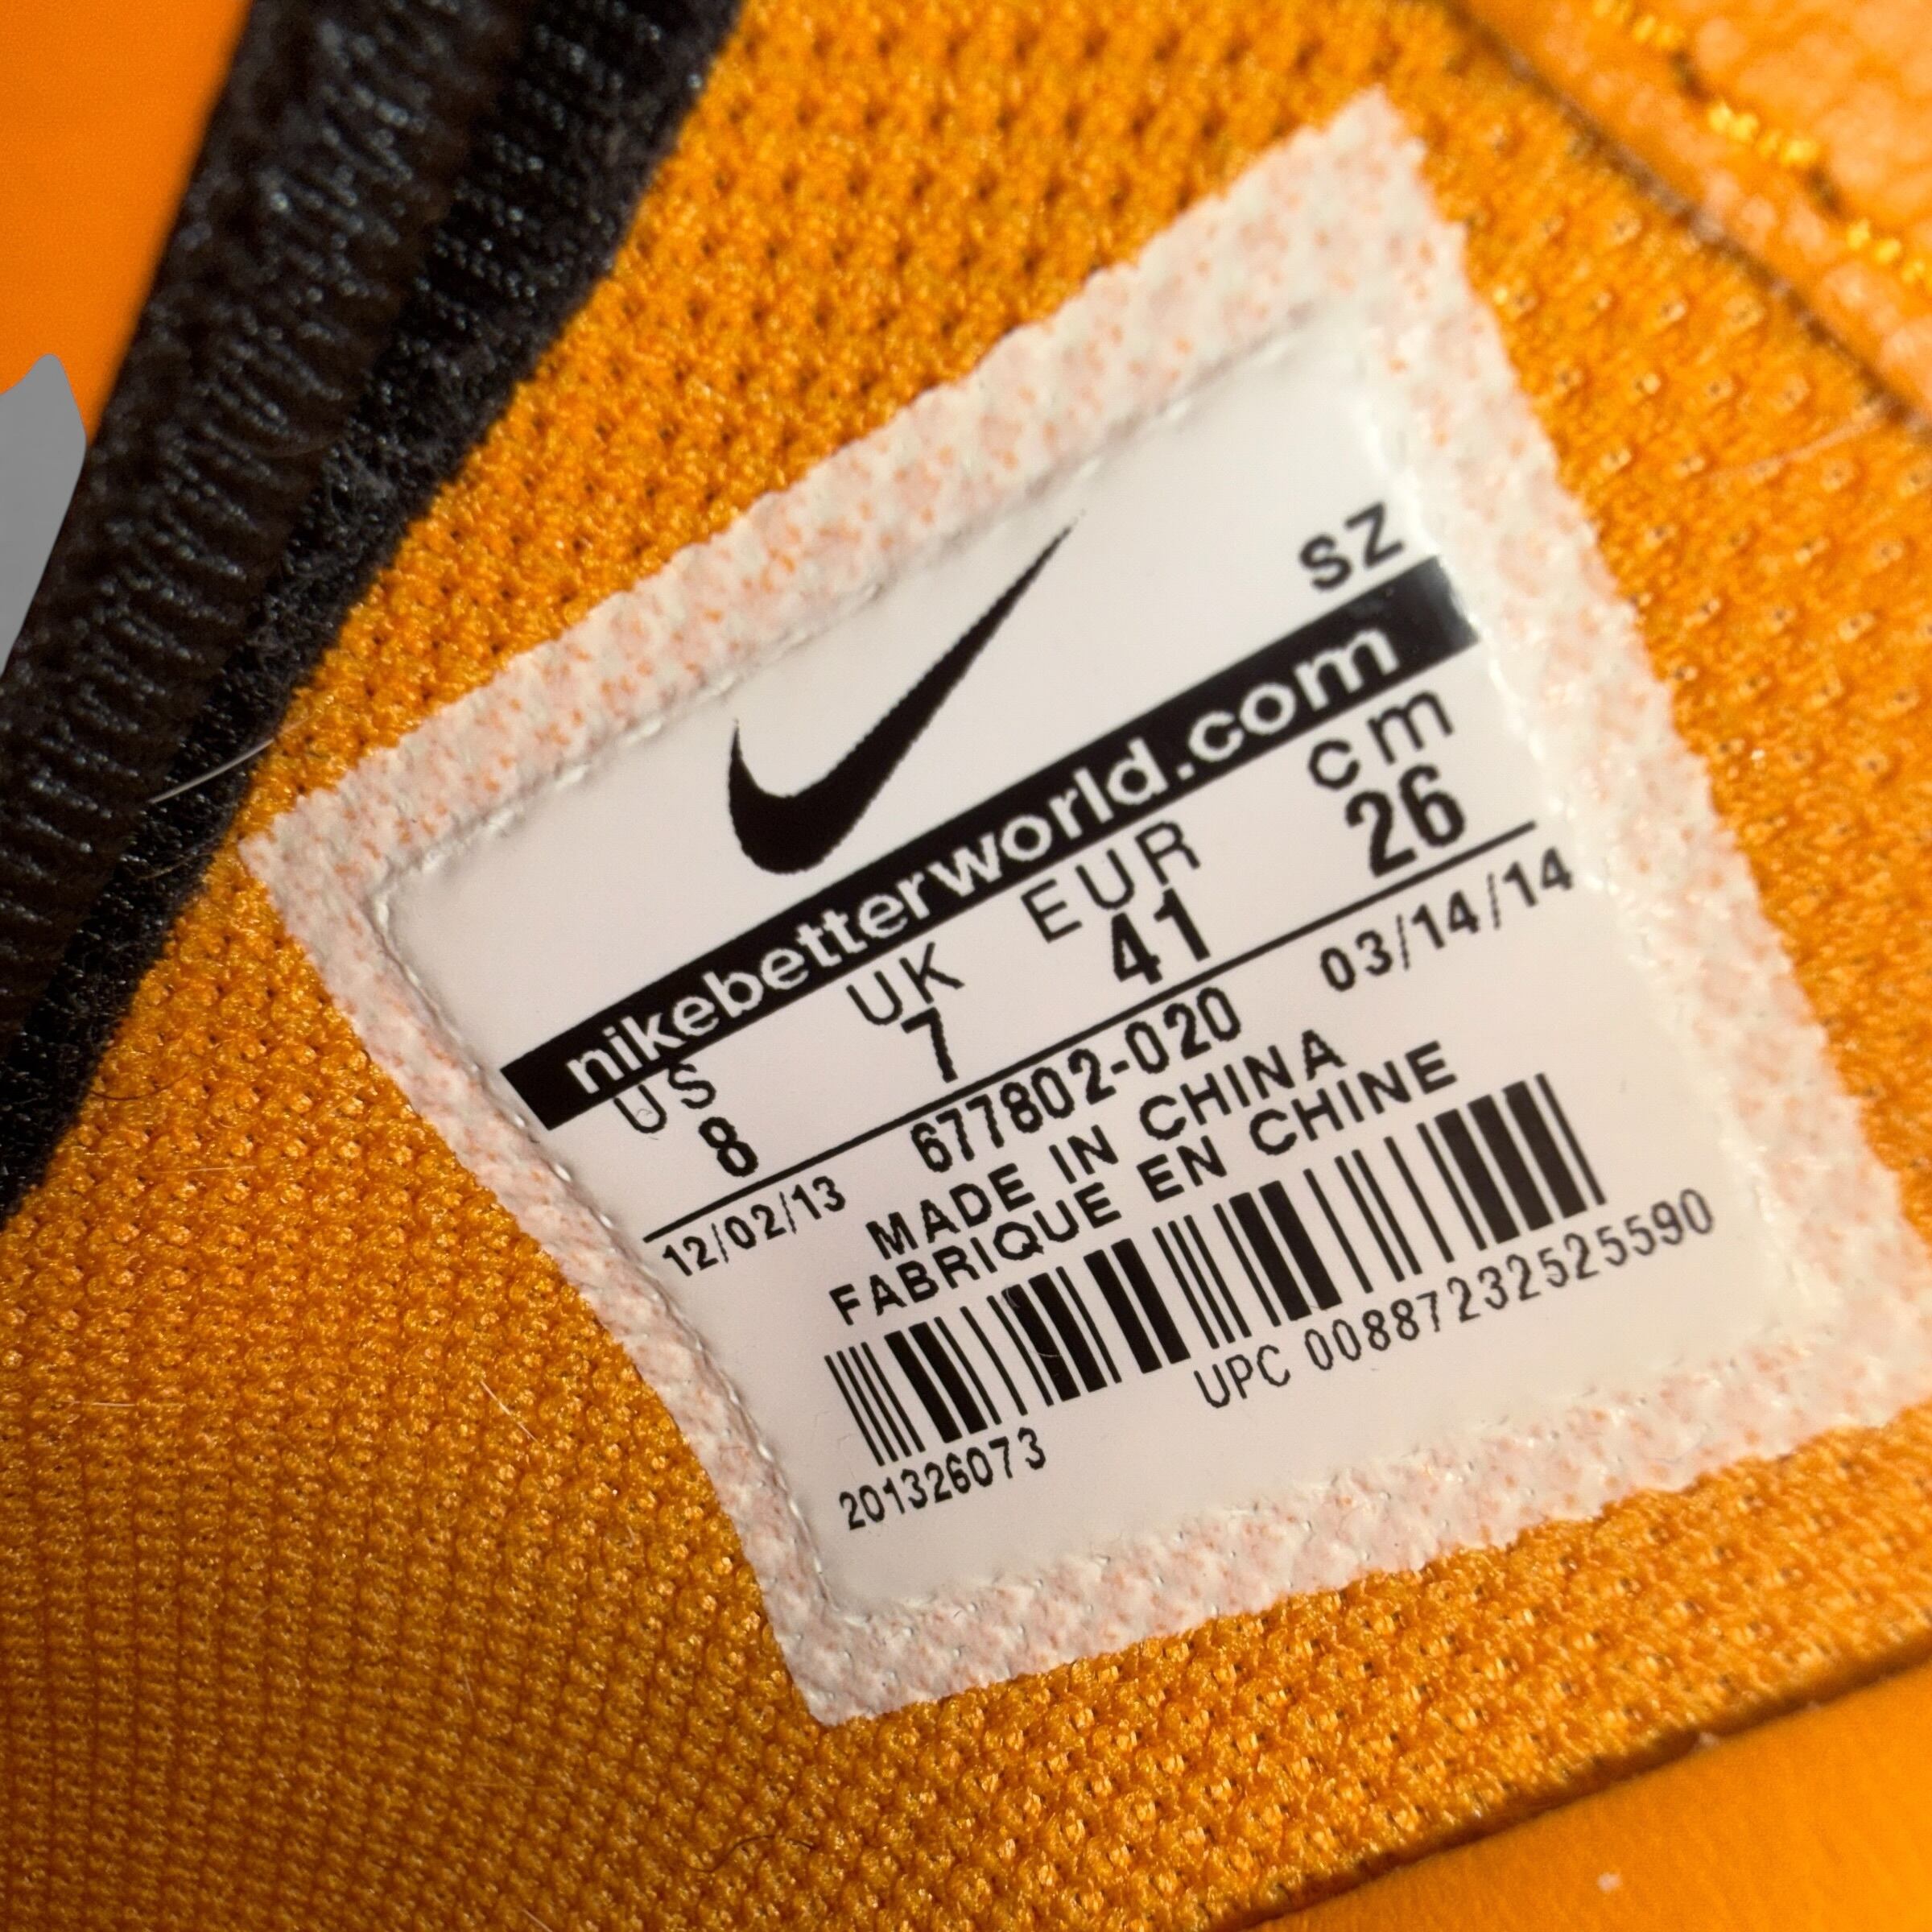 SZ
nikebetterworld.com
US UK EUR cm
8 7 41 26
12/02/13 677802-020 03/14/14
MADE IN CHINA
FABRIQUE EN CHINE
UPC 00887232525590
201326073